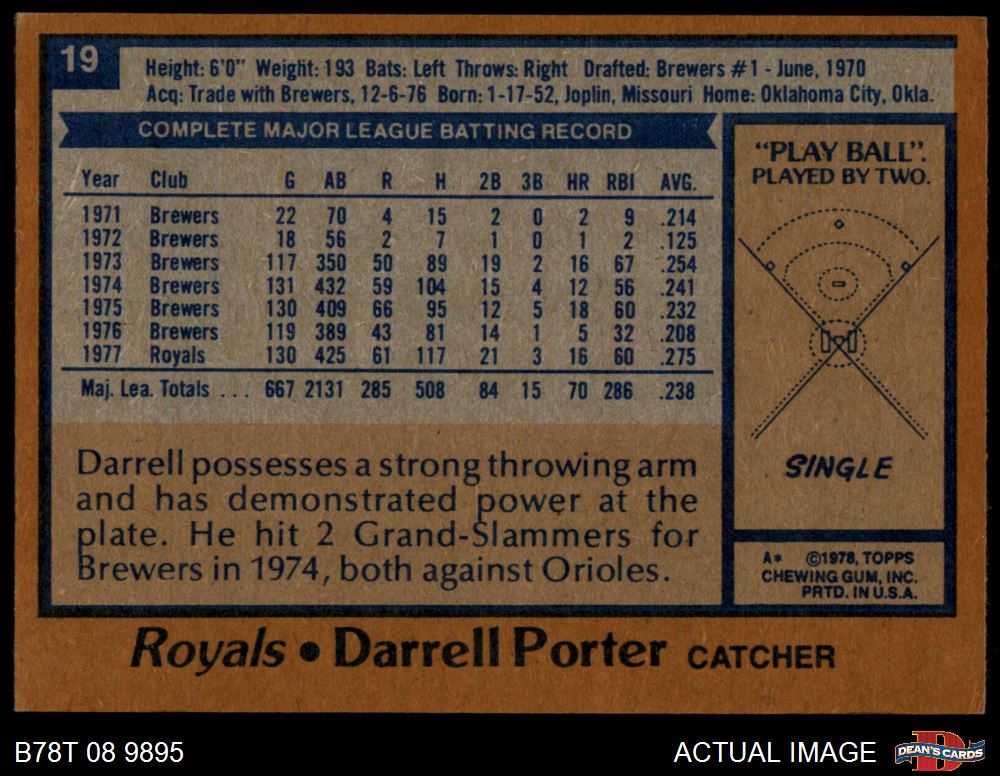 19
Height: 6'0" Weight: 193 Bats: Left Throws: Right Drafted: Brewers #1 - June, 1970
Acq: Trade with Brewers, 12-6-76 Born: 1-17-52, Joplin, Missouri Home: Oklahoma City, Okla.
COMPLETE MAJOR LEAGUE BATTING RECORD
Year Club G AB R H 2B 3B HR RBI AVG.
1971 Brewers 22 70 4 15 2 0 2 9 .214
1972 Brewers 18 56 2 7 1 0 1 2 .125
1973 Brewers 117 350 50 89 19 2 16 67 .254
1974 Brewers 131 432 59 104 15 4 12 56 .241
1975 Brewers 130 409 66 95 12 5 18 60 .232
1976 Brewers 119 389 43 81 14 1 5 32 .208
1977 Royals 130 425 61 117 21 3 16 60 .275
Maj. Lea. Totals . . . 667 2131 285 508 84 15 70 286 .238
Darrell possesses a strong throwing arm
and has demonstrated power at the
plate. He hit 2 Grand-Slammers for
Brewers in 1974, both against Orioles.
"PLAY BALL".
PLAYED BY TWO.
SINGLE
A* ©1978, TOPPS
CHEWING GUM, INC.
PRTD. IN U.S.A.
Royals • Darrell Porter CATCHER
B78T 08 9895
ACTUAL IMAGE
D
DEAN'S CARDS